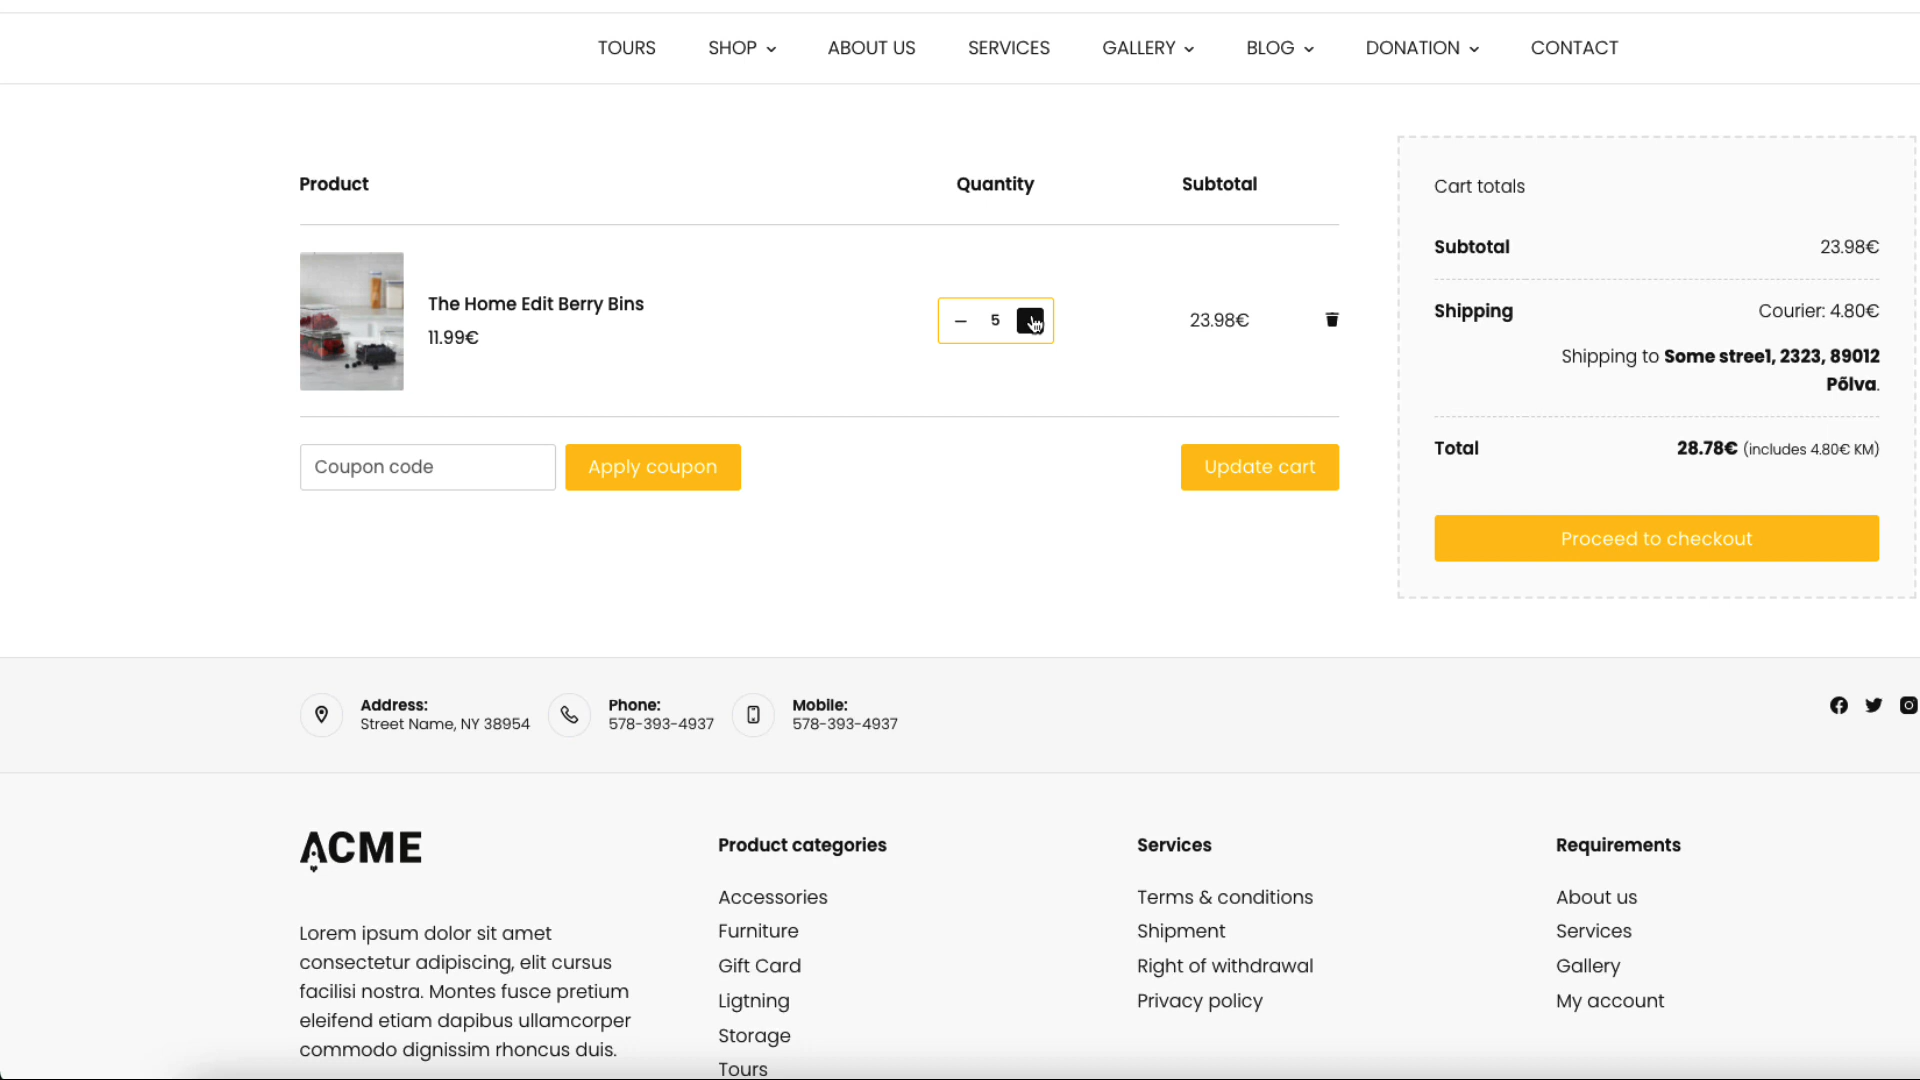 TOURS SHOP ABOUT US SERVICES GALLERY BLOG DONATION CONTACT
Product Quantity Subtotal
The Home Edit Berry Bins
11.99€
– 5
23.98€
Coupon code Apply coupon Update cart
Cart totals
Subtotal 23.98€
Shipping Courier: 4.80€
Shipping to Some stree1, 2323, 89012
Põlva.
Total 28.78€ (includes 4.80€ KM)
Proceed to checkout
Address:
Street Name, NY 38954
Phone:
578-393-4937
Mobile:
578-393-4937
ACME
Lorem ipsum dolor sit amet
consectetur adipiscing, elit cursus
facilisi nostra. Montes fusce pretium
eleifend etiam dapibus ullamcorper
commodo dignissim rhoncus duis.
Product categories
Accessories
Furniture
Gift Card
Ligtning
Storage
Tours
Services
Terms & conditions
Shipment
Right of withdrawal
Privacy policy
Requirements
About us
Services
Gallery
My account